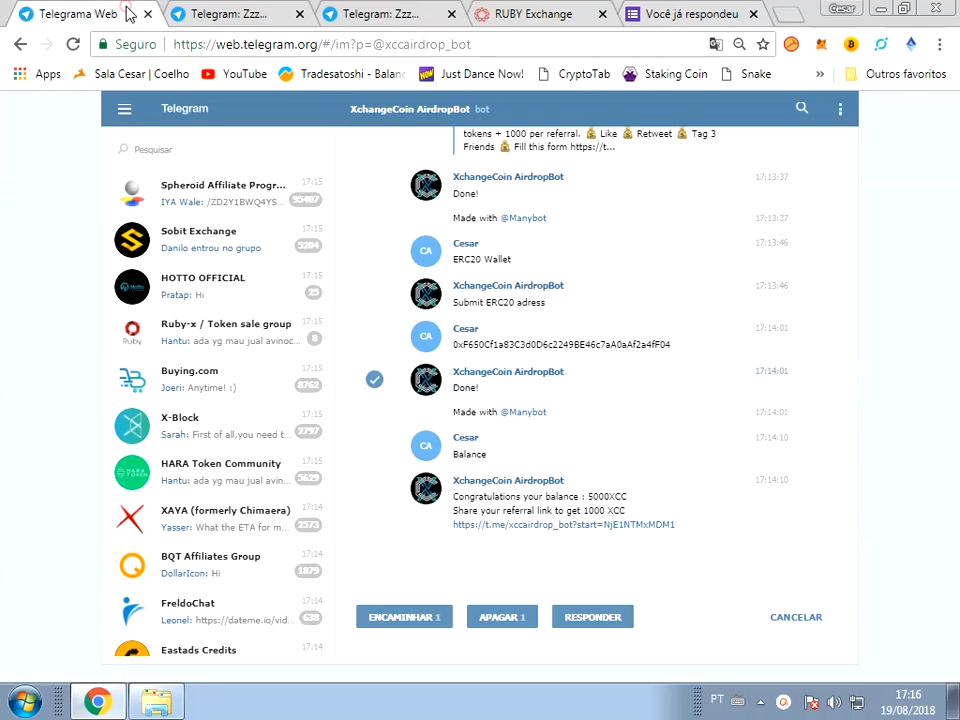 Telegrama Web
Telegram: Zzz...
Telegram: Zzz...
RUBY Exchange
Você já respondeu
Cesar
Seguro
https://web.telegram.org/#/im?p=@xccairdrop_bot
Apps
Sala Cesar | Coelho
YouTube
Tradesatoshi - Balanc
Just Dance Now!
CryptoTab
Staking Coin
Snake
»
Outros favoritos
Telegram
XchangeCoin AirdropBot bot
Pesquisar
Spheroid Affiliate Progr... 17:15
IYA Wale: /ZD2Y1BWQ4YS... 95407
Sobit Exchange 17:15
Danilo entrou no grupo 5204
HOTTO OFFICIAL 17:15
Pratap: Hi 25
Ruby-x / Token sale group 17:15
Hantu: ada yg mau jual avinoc... 8
Buying.com 17:15
Joeri: Anytime! :) 8762
X-Block 17:15
Sarah: First of all,you need t... 2797
HARA Token Community 17:15
Hantu: ada yg mau jual avinoc... 5629
XAYA (formerly Chimaera) 17:15
Yasser: What the ETA for m... 2573
BQT Affiliates Group 17:14
DollarIcon: Hi 1879
FreldoChat 17:14
Leonel: https://dateme.io/vid... 638
Eastads Credits 17:14
tokens + 1000 per referral. 💰 Like 💰 Retweet 💰 Tag 3
Friends 💰 Fill this form https://t...
XchangeCoin AirdropBot 17:13:37
Done!
Made with @Manybot 17:13:37
CA
Cesar 17:13:46
ERC20 Wallet
XchangeCoin AirdropBot 17:13:46
Submit ERC20 adress
CA
Cesar 17:14:01
0xF650Cf1a83C3d0D6c2249BE46c7aA0aAf2a4fF04
XchangeCoin AirdropBot 17:14:01
Done!
Made with @Manybot 17:14:01
CA
Cesar 17:14:10
Balance
XchangeCoin AirdropBot 17:14:10
Congratulations your balance : 5000XCC
Share your referral link to get 1000 XCC
https://t.me/xccairdrop_bot?start=NjE1NTMxMDM1
ENCAMINHAR 1
APAGAR 1
RESPONDER
CANCELAR
PT
17:16
19/08/2018